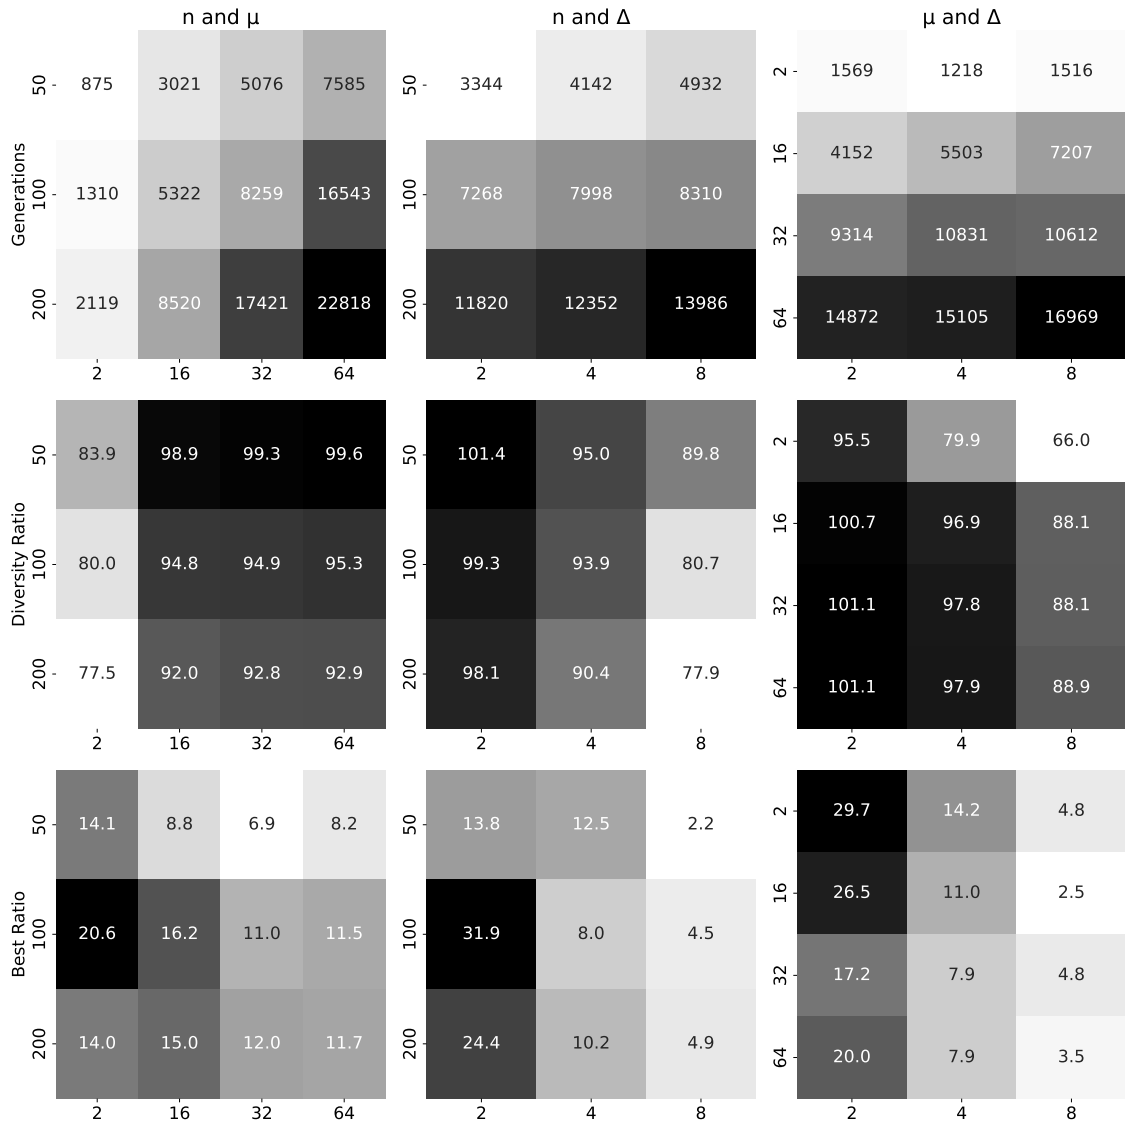 n and μ
n and Δ
μ and Δ
Generations
50
875 3021 5076 7585
100
1310 5322 8259 16543
200
2119 8520 17421 22818
2 16 32 64
50
3344 4142 4932
100
7268 7998 8310
200
11820 12352 13986
2 4 8
2
1569 1218 1516
16
4152 5503 7207
32
9314 10831 10612
64
14872 15105 16969
2 4 8
Diversity Ratio
50
83.9 98.9 99.3 99.6
100
80.0 94.8 94.9 95.3
200
77.5 92.0 92.8 92.9
2 16 32 64
50
101.4 95.0 89.8
100
99.3 93.9 80.7
200
98.1 90.4 77.9
2 4 8
2
95.5 79.9 66.0
16
100.7 96.9 88.1
32
101.1 97.8 88.1
64
101.1 97.9 88.9
2 4 8
Best Ratio
50
14.1 8.8 6.9 8.2
100
20.6 16.2 11.0 11.5
200
14.0 15.0 12.0 11.7
2 16 32 64
50
13.8 12.5 2.2
100
31.9 8.0 4.5
200
24.4 10.2 4.9
2 4 8
2
29.7 14.2 4.8
16
26.5 11.0 2.5
32
17.2 7.9 4.8
64
20.0 7.9 3.5
2 4 8